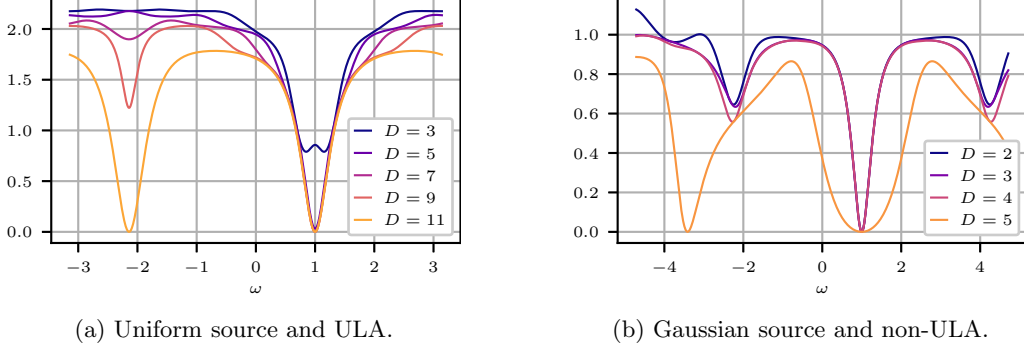 2.0
1.5
1.0
0.5
0.0
−3 −2 −1 0 1 2 3
ω
D = 3
D = 5
D = 7
D = 9
D = 11
(a) Uniform source and ULA.
1.0
0.8
0.6
0.4
0.2
0.0
−4 −2 0 2 4
ω
D = 2
D = 3
D = 4
D = 5
(b) Gaussian source and non-ULA.